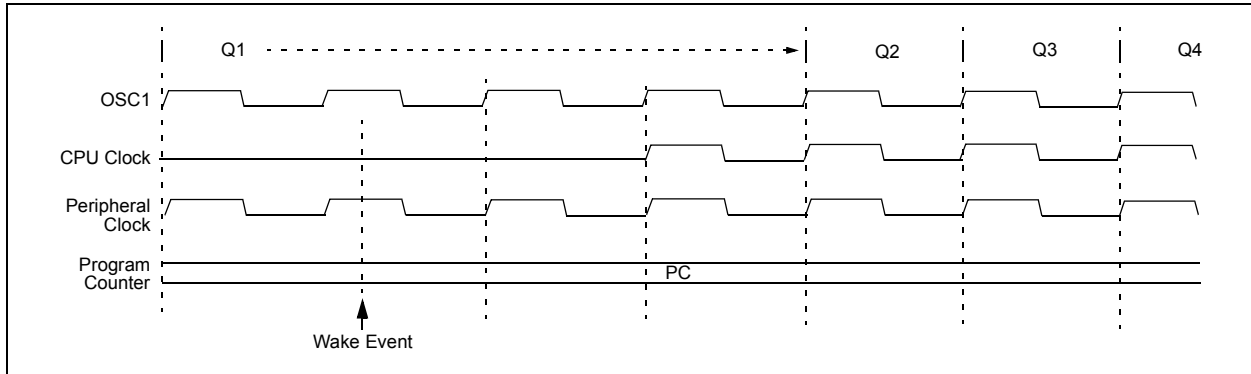 Q1
Q2
Q3
Q4
OSC1
CPU Clock
Peripheral
Clock
Program
Counter
PC
Wake Event